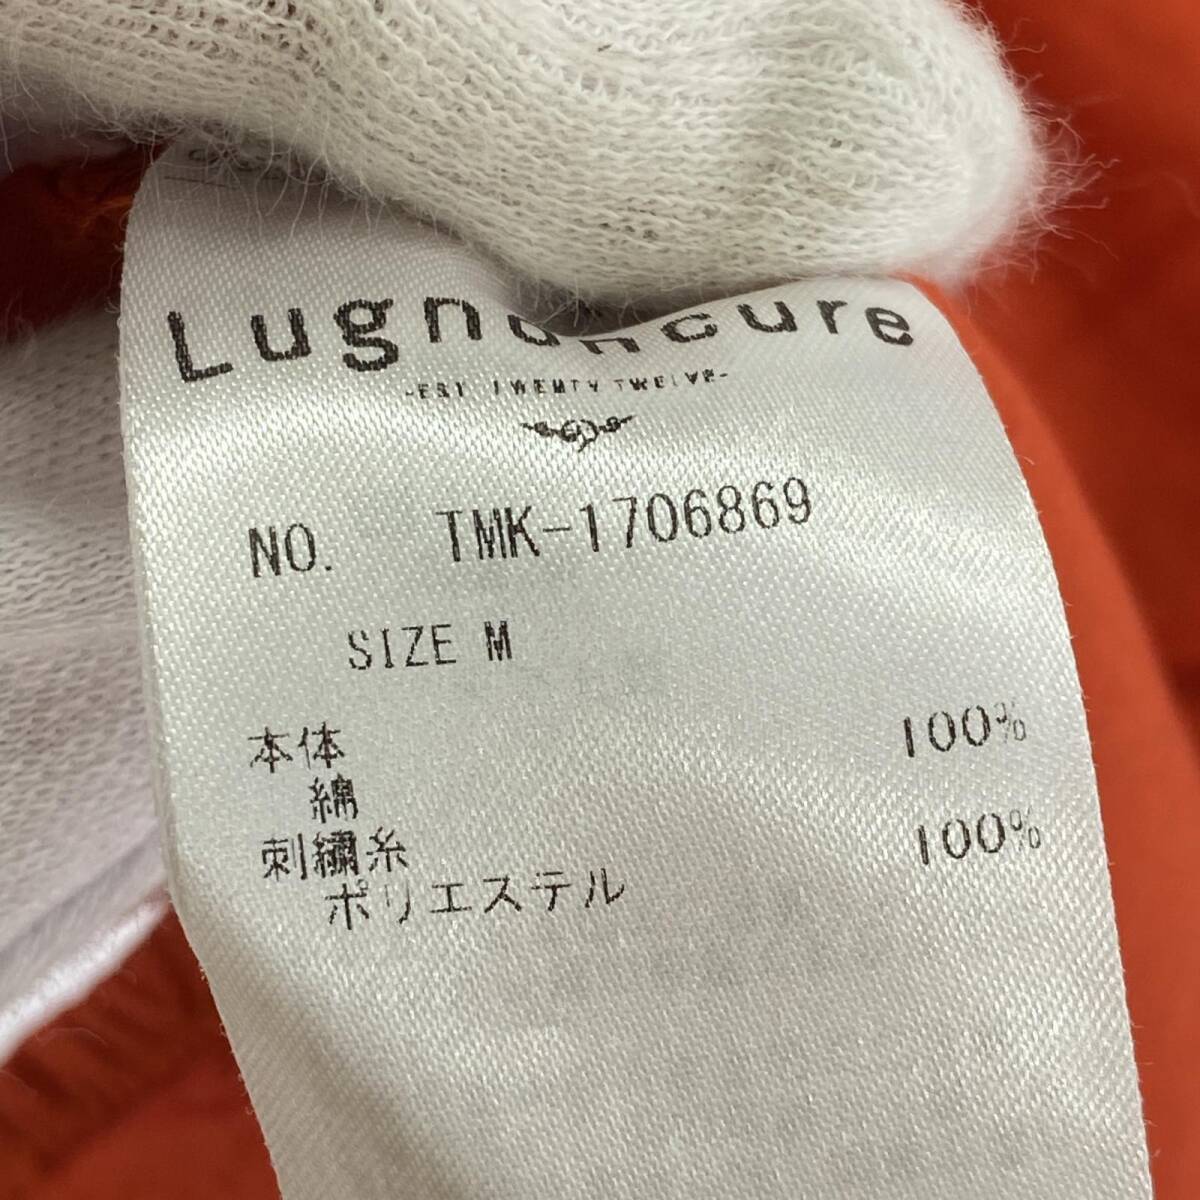 Lugnoncure
-EST TWENTY TWELVE-
NO. TMK-1706869
SIZE M
本体 100%
綿
刺繍糸 100%
ポリエステル